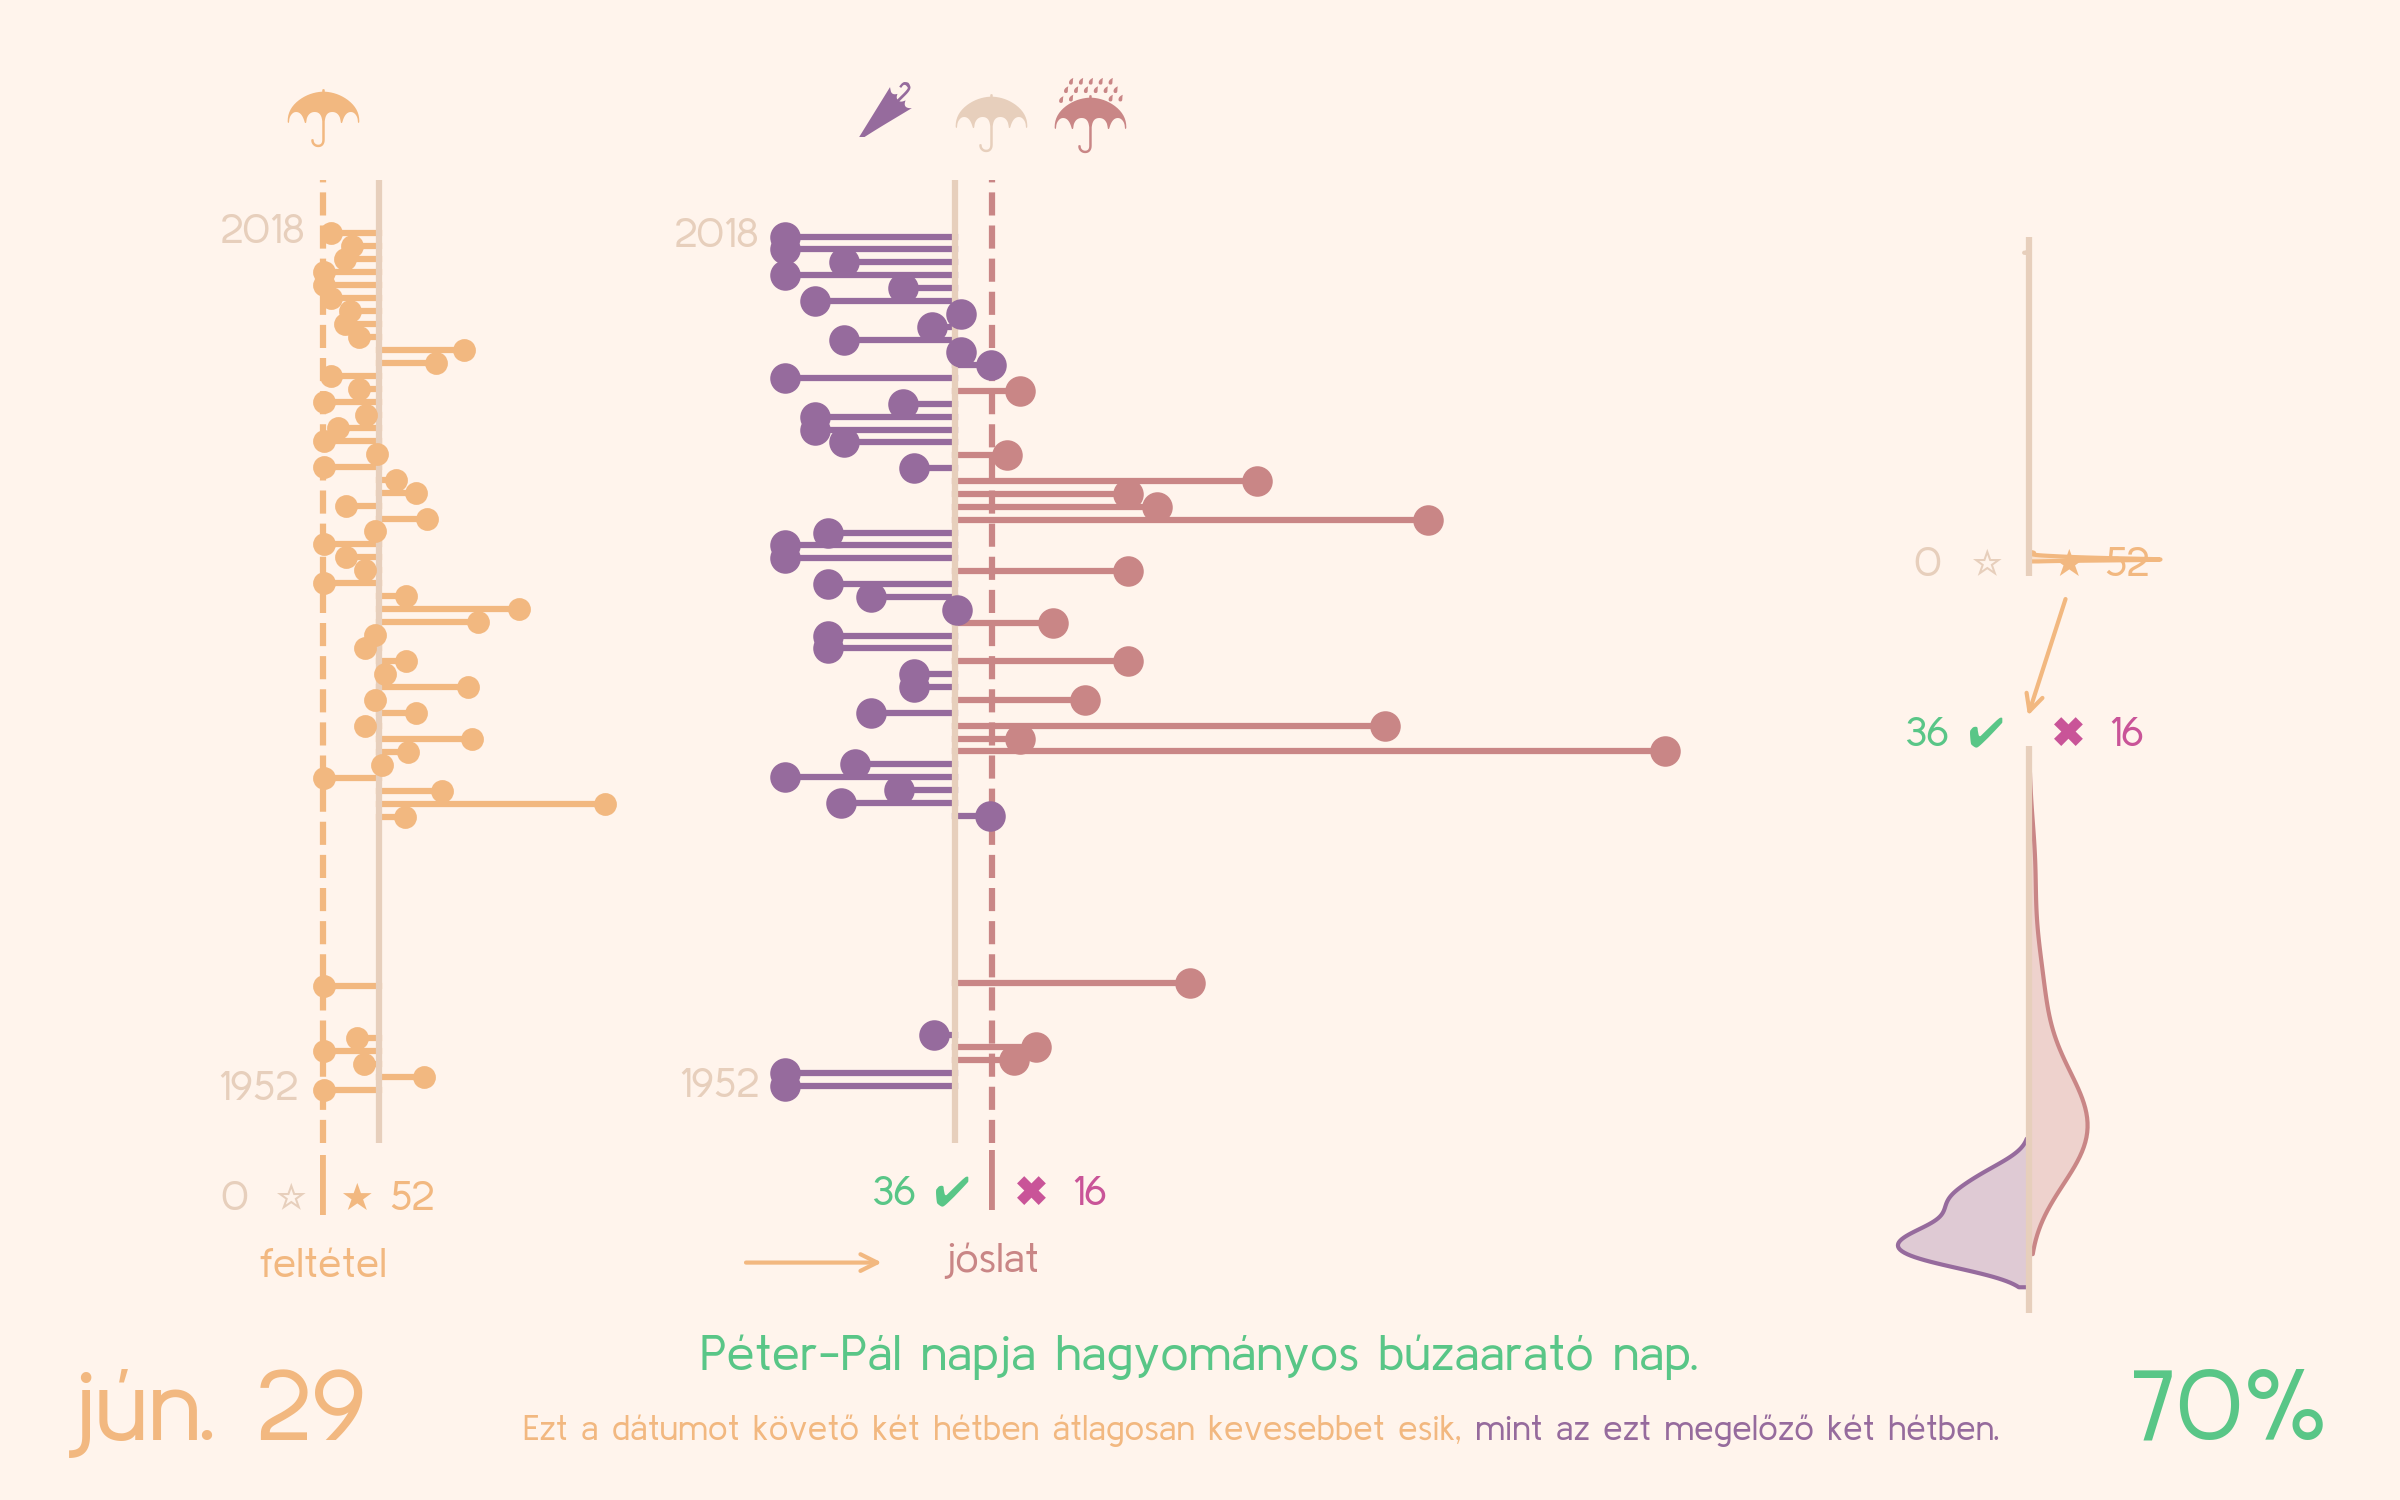 2018
2018
0 ☆ ★ 52
36 ✔ ✖ 16
1952
1952
0 ☆ ★ 52
36 ✔ ✖ 16
feltétel
jóslat
Péter-Pál napja hagyományos búzaarató nap.
jún. 29
70%
Ezt a dátumot követő két hétben átlagosan kevesebbet esik, mint az ezt megelőző két hétben.